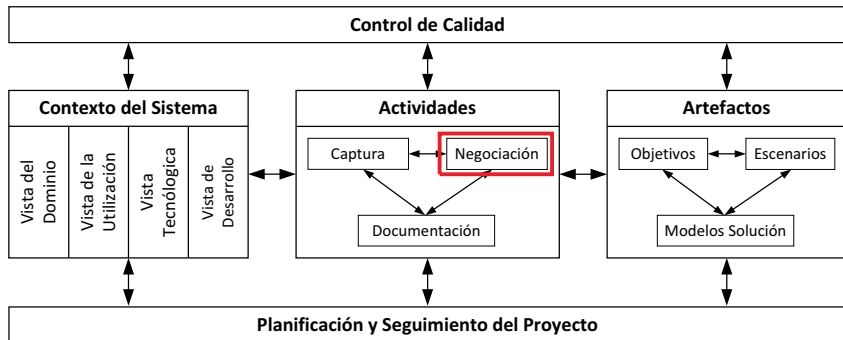 Control de Calidad
Contexto del Sistema
Vista del
Dominio
Vista de la
Utilización
Vista
Tecnólogica
Vista de
Desarrollo
Actividades
Captura
Negociación
Documentación
Artefactos
Objetivos
Escenarios
Modelos Solución
Planificación y Seguimiento del Proyecto